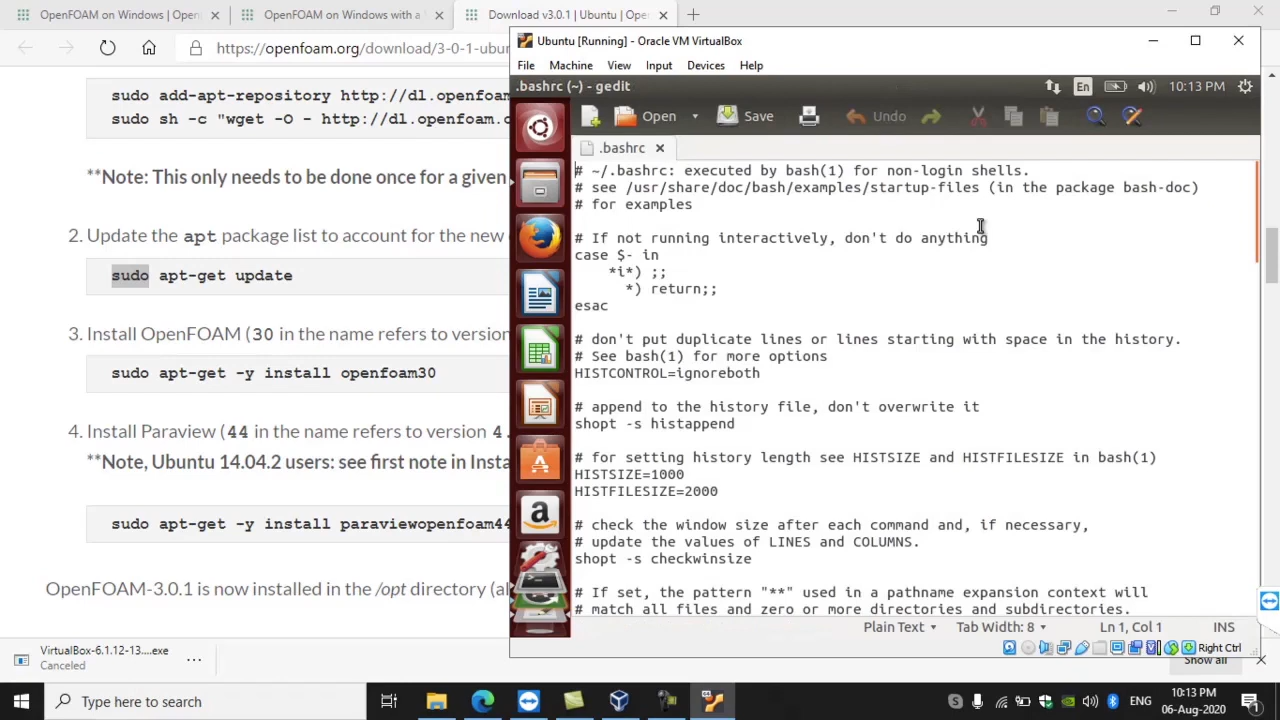 OpenFOAM on Windows | Open
OpenFOAM on Windows with a
Download v3.0.1 | Ubuntu | Open
https://openfoam.org/download/3-0-1-ubun
sudo add-apt-repository http://dl.openfoam
sudo sh -c "wget -O - http://dl.openfoam.o
**Note: This only needs to be done once for a given
2. Update the apt package list to account for the new
sudo apt-get update
3. Install OpenFOAM (30 in the name refers to version
sudo apt-get -y install openfoam30
4. Install Paraview (44 in the name refers to version 4.
**Note, Ubuntu 14.04.2 users: see first note in Insta
sudo apt-get -y install paraviewopenfoam44
OpenFOAM-3.0.1 is now installed in the /opt directory (al
VirtualBox-6.1.12-13....exe
Canceled
Show all
Ubuntu [Running] - Oracle VM VirtualBox
File Machine View Input Devices Help
.bashrc (~) - gedit
En
10:13 PM
Open
Save
Undo
.bashrc
# ~/.bashrc: executed by bash(1) for non-login shells.
# see /usr/share/doc/bash/examples/startup-files (in the package bash-doc)
# for examples
# If not running interactively, don't do anything
case $- in
*i*) ;;
*) return;;
esac
# don't put duplicate lines or lines starting with space in the history.
# See bash(1) for more options
HISTCONTROL=ignoreboth
# append to the history file, don't overwrite it
shopt -s histappend
# for setting history length see HISTSIZE and HISTFILESIZE in bash(1)
HISTSIZE=1000
HISTFILESIZE=2000
# check the window size after each command and, if necessary,
# update the values of LINES and COLUMNS.
shopt -s checkwinsize
# If set, the pattern "**" used in a pathname expansion context will
# match all files and zero or more directories and subdirectories.
Plain Text
Tab Width: 8
Ln 1, Col 1
INS
Right Ctrl
Type here to search
ENG
10:13 PM
06-Aug-2020
1